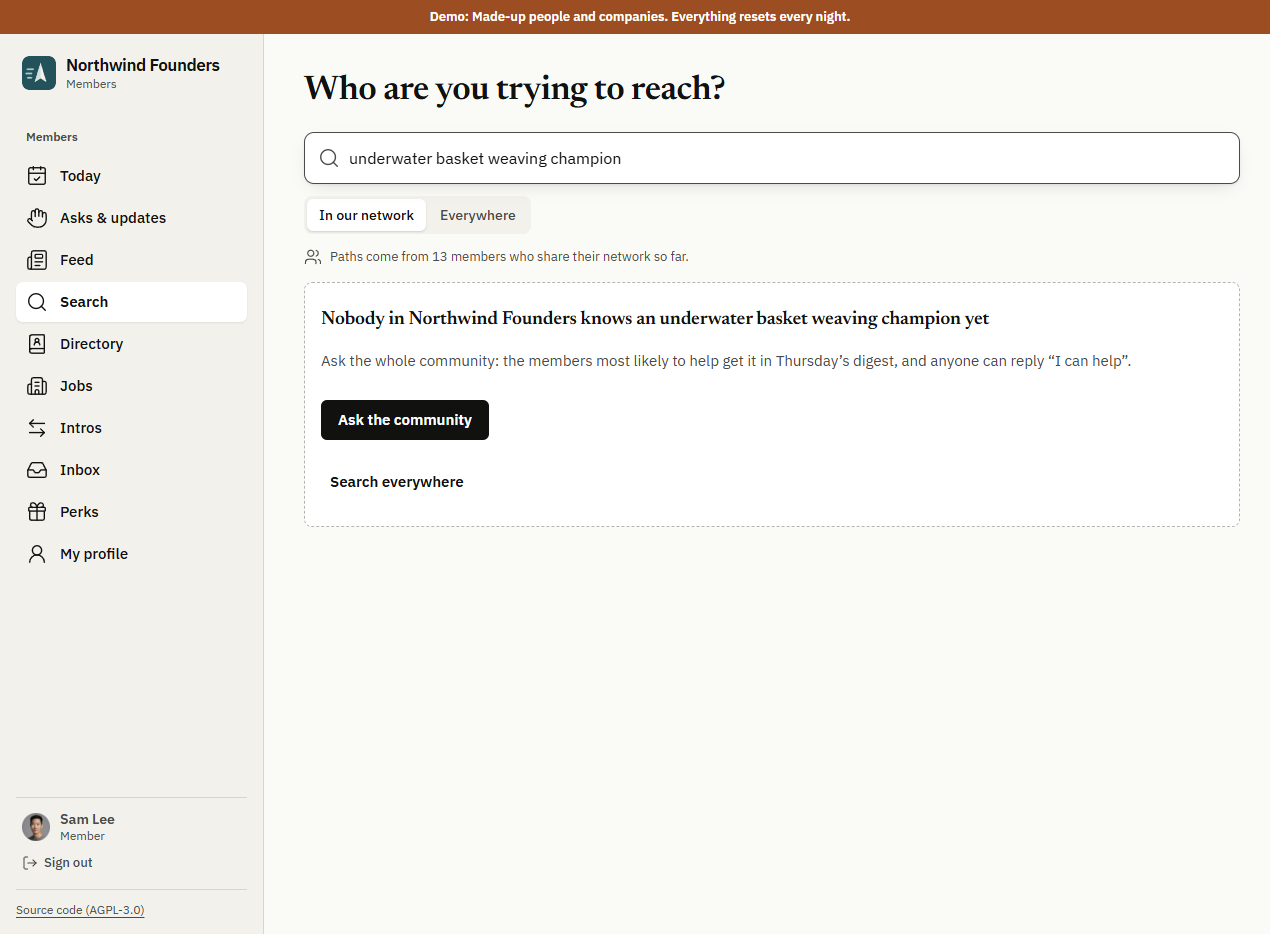 Demo: Made-up people and companies. Everything resets every night.
Northwind Founders
Members
Members
Today
Asks & updates
Feed
Search
Directory
Jobs
Intros
Inbox
Perks
My profile
Sam Lee
Member
Sign out
Source code (AGPL-3.0)
Who are you trying to reach?
underwater basket weaving champion
In our network
Everywhere
Paths come from 13 members who share their network so far.
Nobody in Northwind Founders knows an underwater basket weaving champion yet
Ask the whole community: the members most likely to help get it in Thursday’s digest, and anyone can reply “I can help”.
Ask the community
Search everywhere